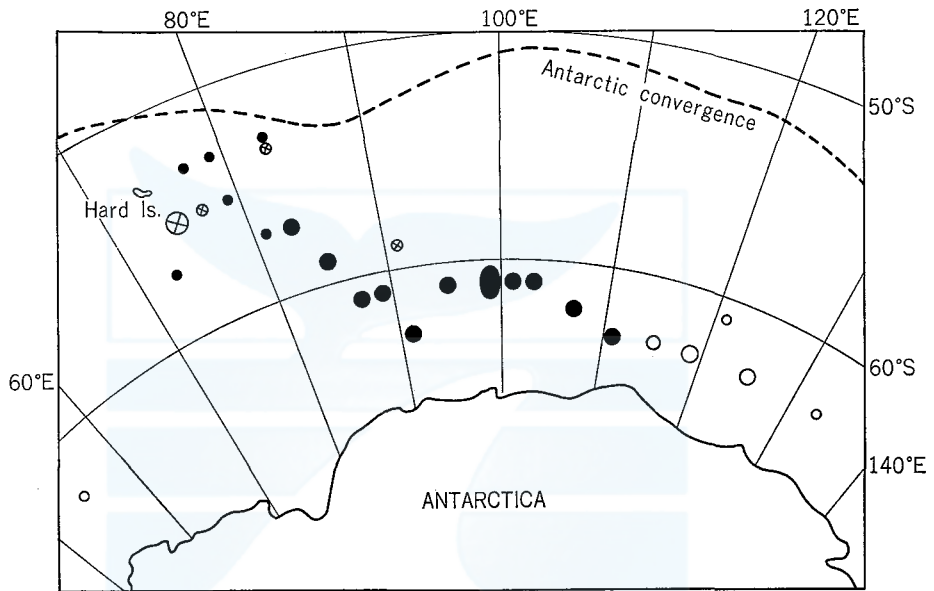 80°E
100°E
120°E
Antarctic convergence
50°S
Hard Is.
60°E
60°S
140°E
ANTARCTICA